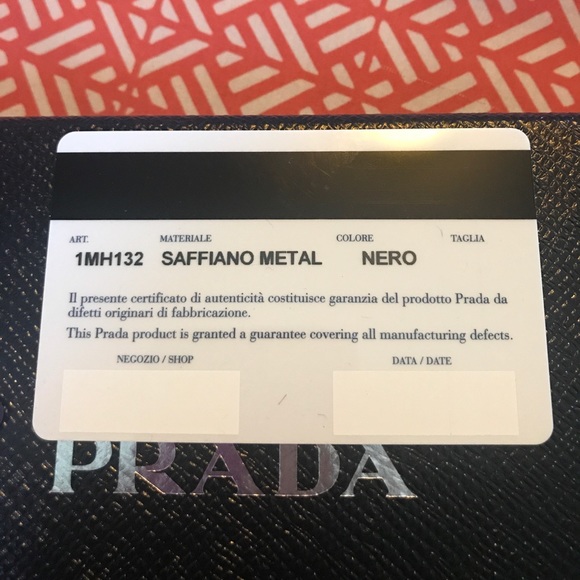 ART. MATERIALE COLORE TAGLIA
1MH132 SAFFIANO METAL NERO
Il presente certificato di autenticità costituisce garanzia del prodotto Prada da
difetti originari di fabbricazione.
This Prada product is granted a guarantee covering all manufacturing defects.
NEGOZIO / SHOP DATA / DATE
PRADA